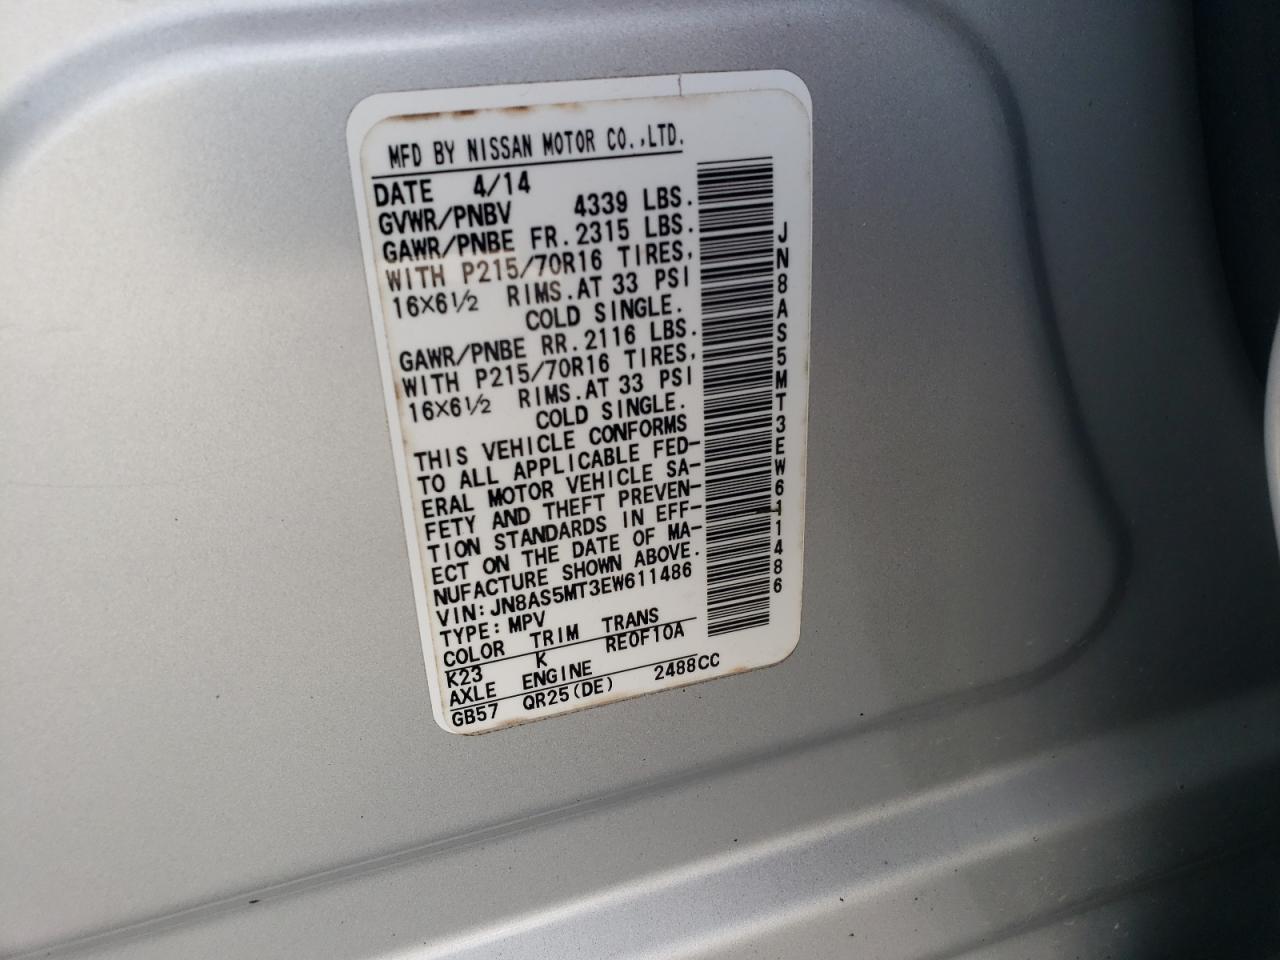 MFD BY NISSAN MOTOR CO.,LTD.
DATE 4/14
GVWR/PNBV 4339 LBS.
GAWR/PNBE FR. 2315 LBS.
WITH P215/70R16 TIRES,
16X6½ RIMS. AT 33 PSI
COLD SINGLE.
GAWR/PNBE RR. 2116 LBS.
WITH P215/70R16 TIRES,
16X6½ RIMS. AT 33 PSI
COLD SINGLE.
THIS VEHICLE CONFORMS
TO ALL APPLICABLE FED-
ERAL MOTOR VEHICLE SA-
FETY AND THEFT PREVEN-
TION STANDARDS IN EFF-
ECT ON THE DATE OF MA-
NUFACTURE SHOWN ABOVE.
VIN: JN8AS5MT3EW611486
TYPE: MPV
COLOR TRIM TRANS
K23 K RE0F10A
AXLE ENGINE
GB57 QR25(DE) 2488CC
JN8AS5MT3EW611486